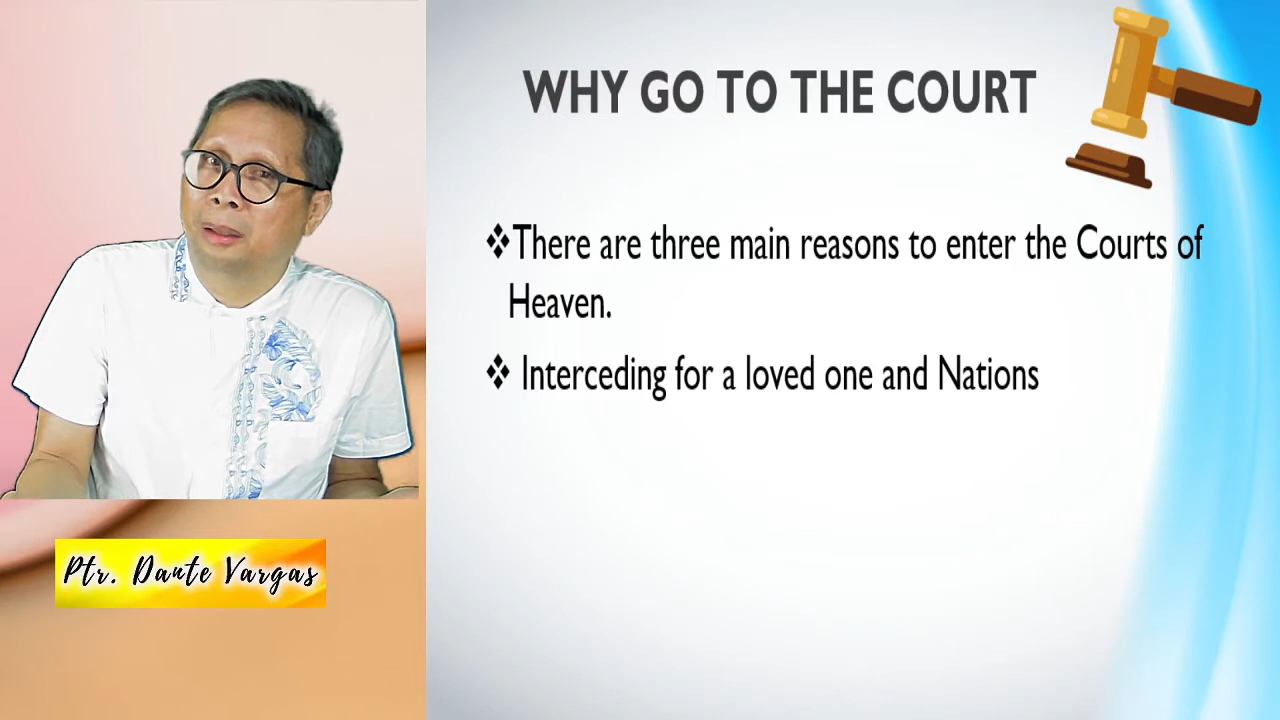 WHY GO TO THE COURT
❖There are three main reasons to enter the Courts of
Heaven.
❖ Interceding for a loved one and Nations
Ptr. Dante Vargas